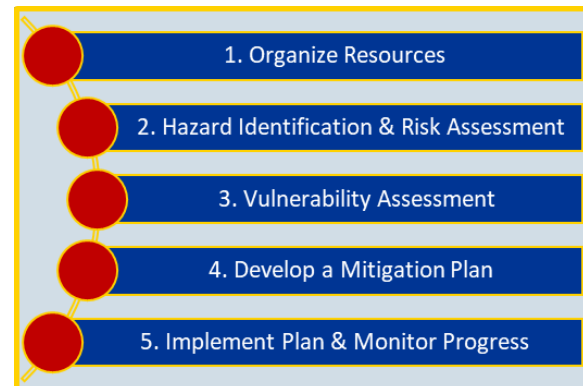 1. Organize Resources
2. Hazard Identification & Risk Assessment
3. Vulnerability Assessment
4. Develop a Mitigation Plan
5. Implement Plan & Monitor Progress